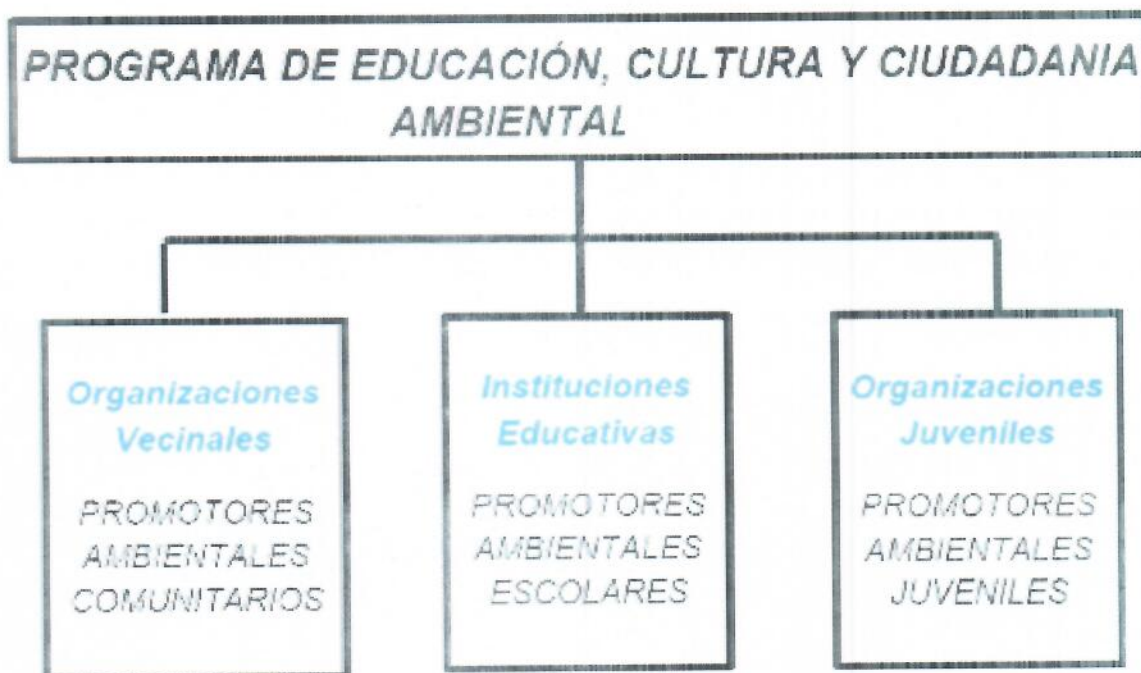 PROGRAMA DE EDUCACIÓN, CULTURA Y CIUDADANIA
AMBIENTAL
Organizaciones
Vecinales
PROMOTORES
AMBIENTALES
COMUNITARIOS
Instituciones
Educativas
PROMOTORES
AMBIENTALES
ESCOLARES
Organizaciones
Juveniles
PROMOTORES
AMBIENTALES
JUVENILES